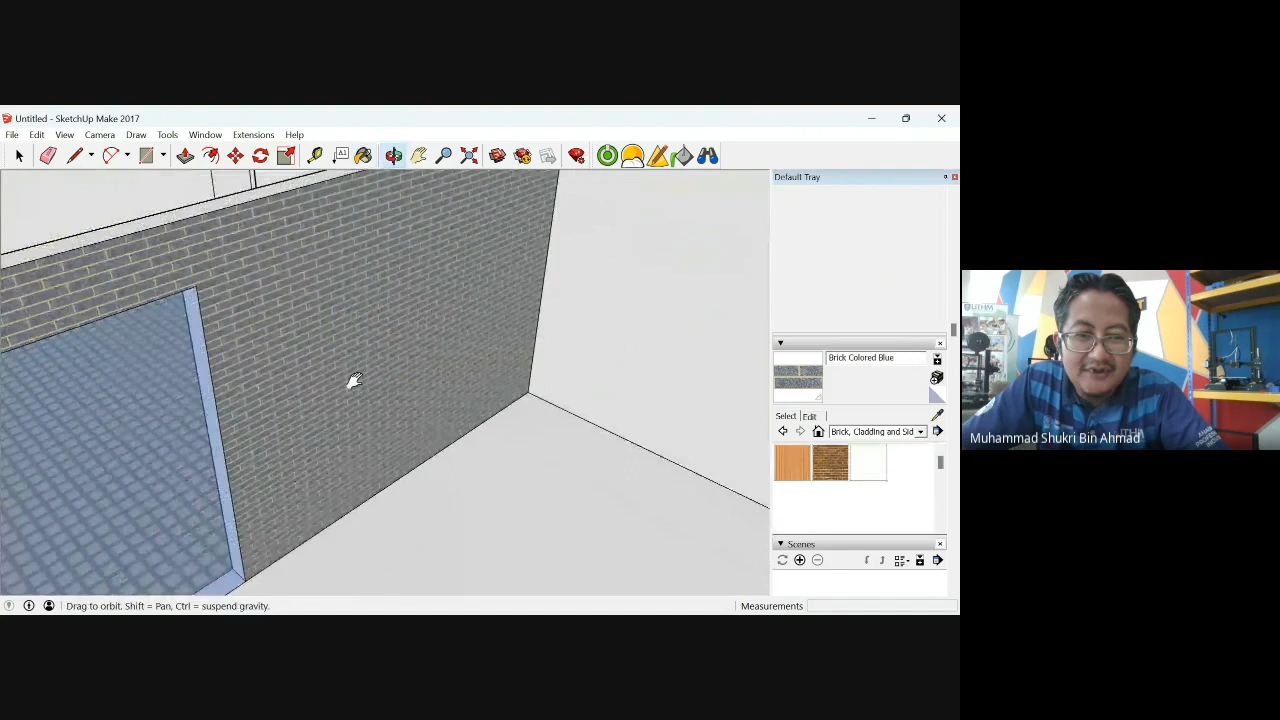 Untitled - SketchUp Make 2017
File Edit View Camera Draw Tools Window Extensions Help
A1
Default Tray
Brick Colored Blue
Select Edit
Brick, Cladding and Sid
Scenes
Drag to orbit. Shift = Pan, Ctrl = suspend gravity.
Measurements
UTHM
Muhammad Shukri Bin Ahmad